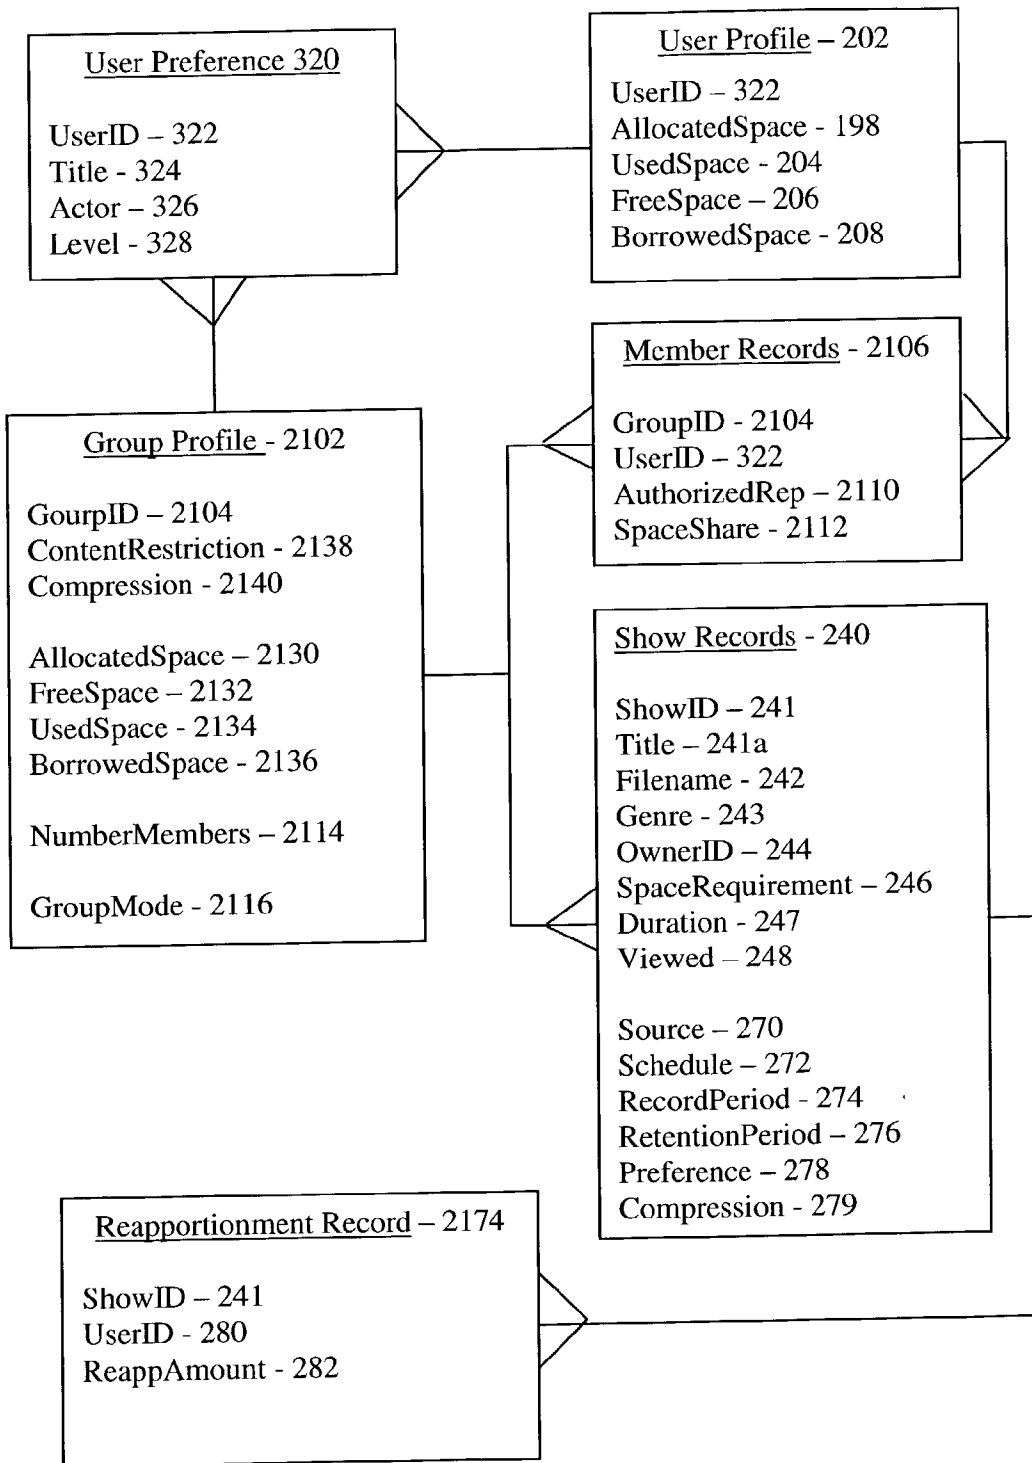 User Preference 320
UserID – 322
Title - 324
Actor – 326
Level - 328
User Profile – 202
UserID – 322
AllocatedSpace - 198
UsedSpace - 204
FreeSpace – 206
BorrowedSpace - 208
Member Records - 2106
GroupID - 2104
UserID – 322
AuthorizedRep – 2110
SpaceShare - 2112
Group Profile - 2102
GourpID – 2104
ContentRestriction - 2138
Compression - 2140
AllocatedSpace – 2130
FreeSpace – 2132
UsedSpace - 2134
BorrowedSpace - 2136
NumberMembers – 2114
GroupMode - 2116
Show Records - 240
ShowID – 241
Title – 241a
Filename - 242
Genre - 243
OwnerID – 244
SpaceRequirement – 246
Duration - 247
Viewed – 248
Source – 270
Schedule – 272
RecordPeriod - 274
RetentionPeriod – 276
Preference – 278
Compression - 279
Reapportionment Record – 2174
ShowID – 241
UserID - 280
ReappAmount - 282